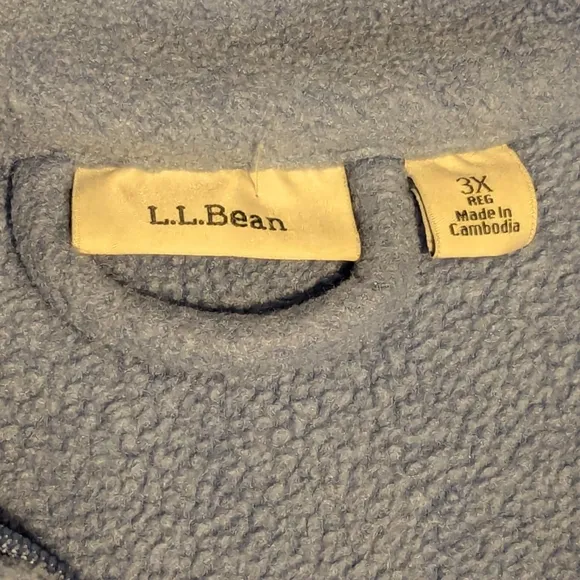 L.L.Bean
3X
REG
Made In
Cambodia